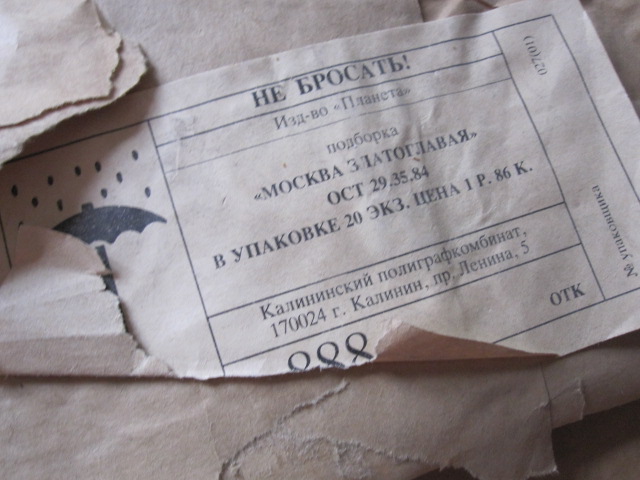 НЕ БРОСАТЬ!
Изд-во «Планета»
подборка
«МОСКВА ЗЛАТОГЛАВАЯ»
ОСТ 29.35.84
В УПАКОВКЕ 20 ЭКЗ. ЦЕНА 1 Р. 86 К.
Калининский полиграфкомбинат,
170024 г. Калинин, пр. Ленина, 5
ОТК
№ упаковщика